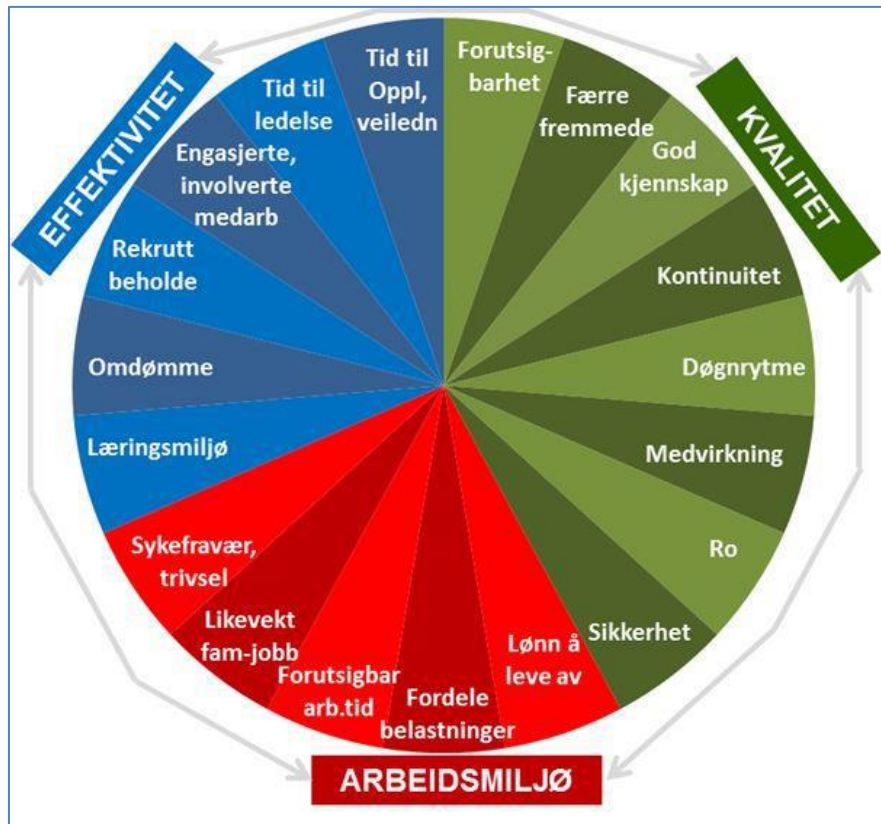 EFFEKTIVITET
KVALITET
ARBEIDSMILJØ
Forutsig-
barhet
Færre
fremmede
God
kjennskap
Kontinuitet
Døgnrytme
Medvirkning
Ro
Sikkerhet
Lønn å
leve av
Fordele
belastninger
Forutsigbar
arb.tid
Likevekt
fam-jobb
Sykefravær,
trivsel
Læringsmiljø
Omdømme
Rekrutt
beholde
Engasjerte,
involverte
medarb
Tid til
ledelse
Tid til
Oppl,
veiledn